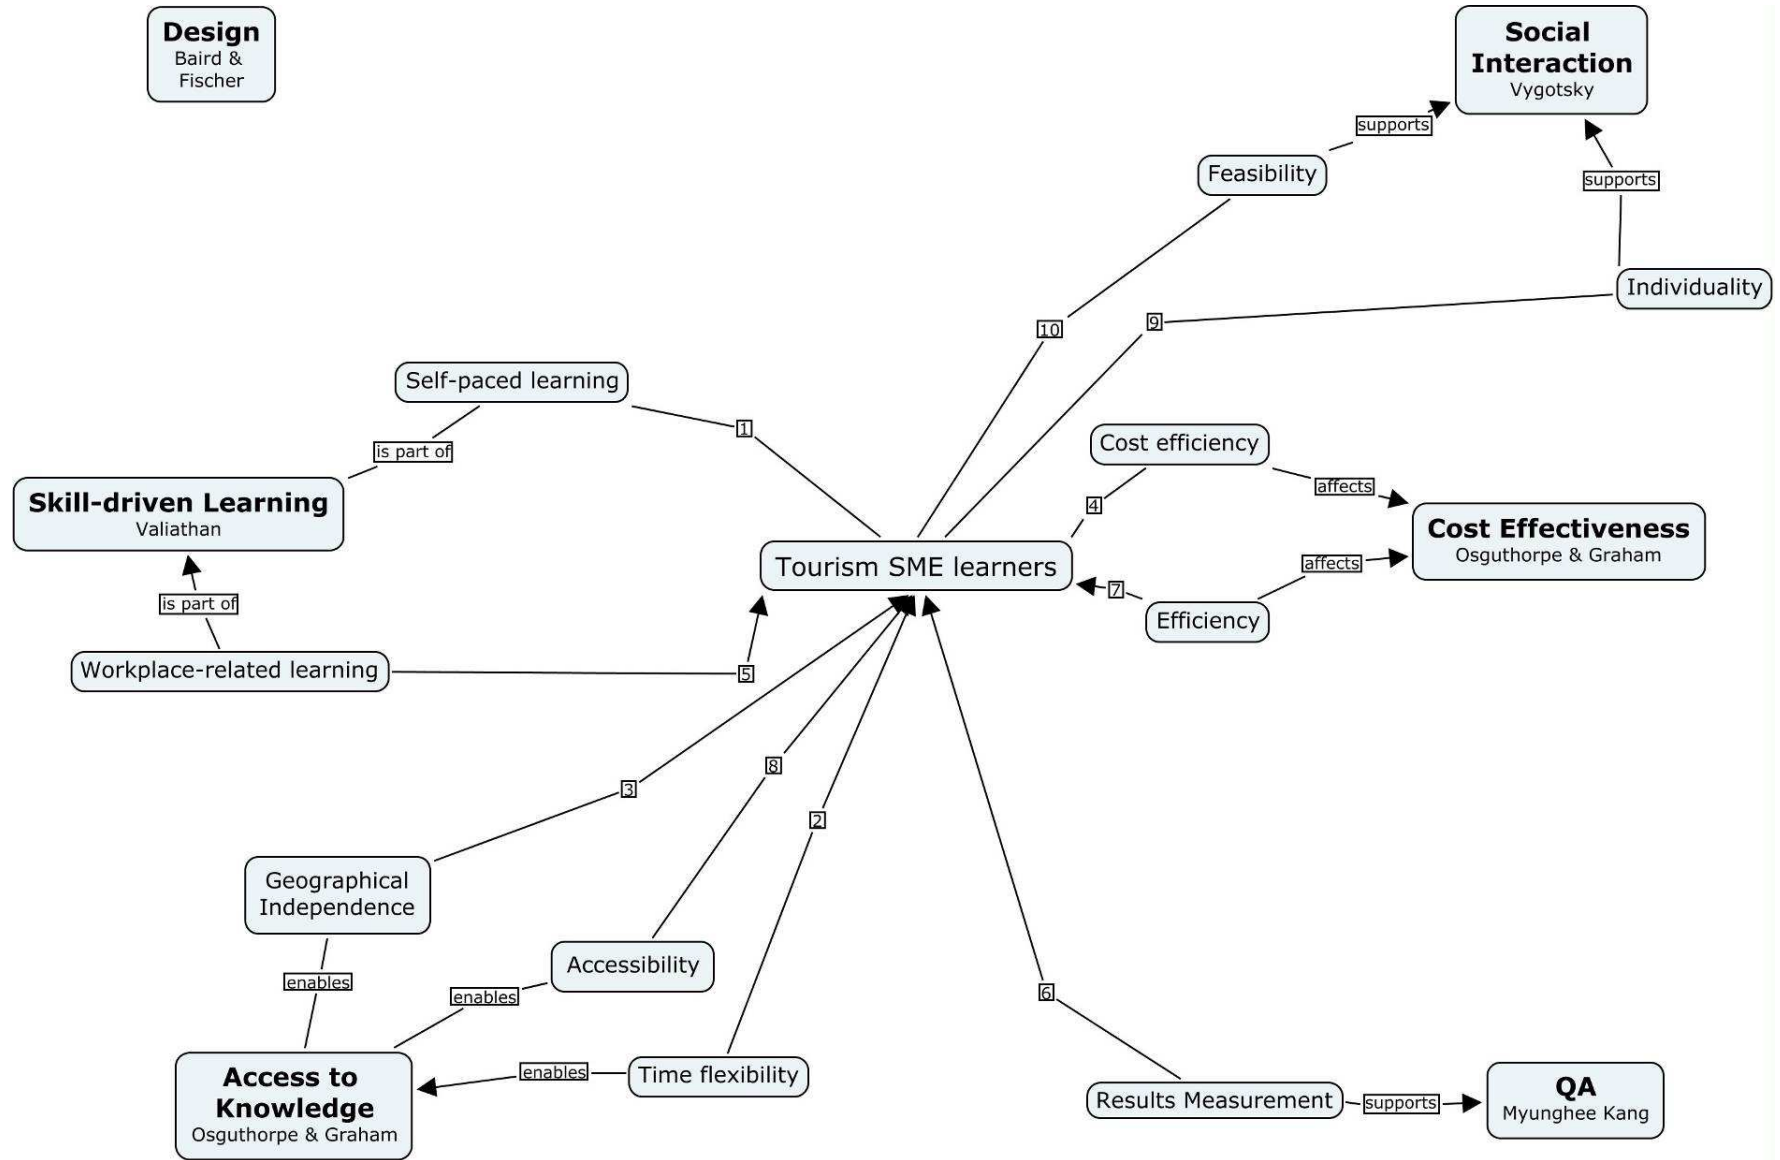 Design
Baird &
Fischer
Social
Interaction
Vygotsky
supports
Feasibility
supports
Individuality
10
9
Self-paced learning
1
is part of
Cost efficiency
affects
4
Skill-driven Learning
Valiathan
Cost Effectiveness
Osguthorpe & Graham
Tourism SME learners
affects
7
Efficiency
is part of
Workplace-related learning
5
3
8
2
Geographical
Independence
Accessibility
enables
enables
6
Access to
Knowledge
Osguthorpe & Graham
enables
Time flexibility
Results Measurement
supports
QA
Myunghee Kang